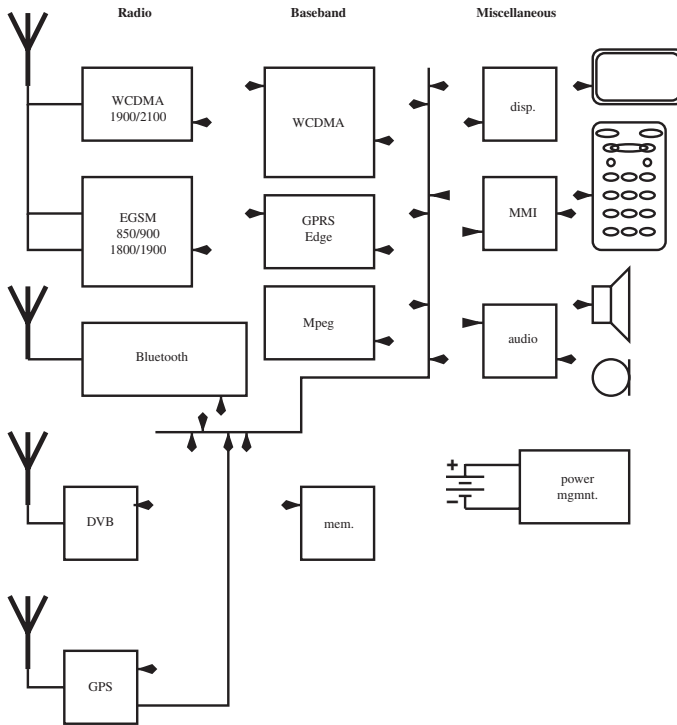 Radio
Baseband
Miscellaneous
WCDMA
1900/2100
WCDMA
disp.
EGSM
850/900
1800/1900
GPRS
Edge
MMI
Mpeg
audio
Bluetooth
+
−
power
mgmnt.
DVB
mem.
GPS